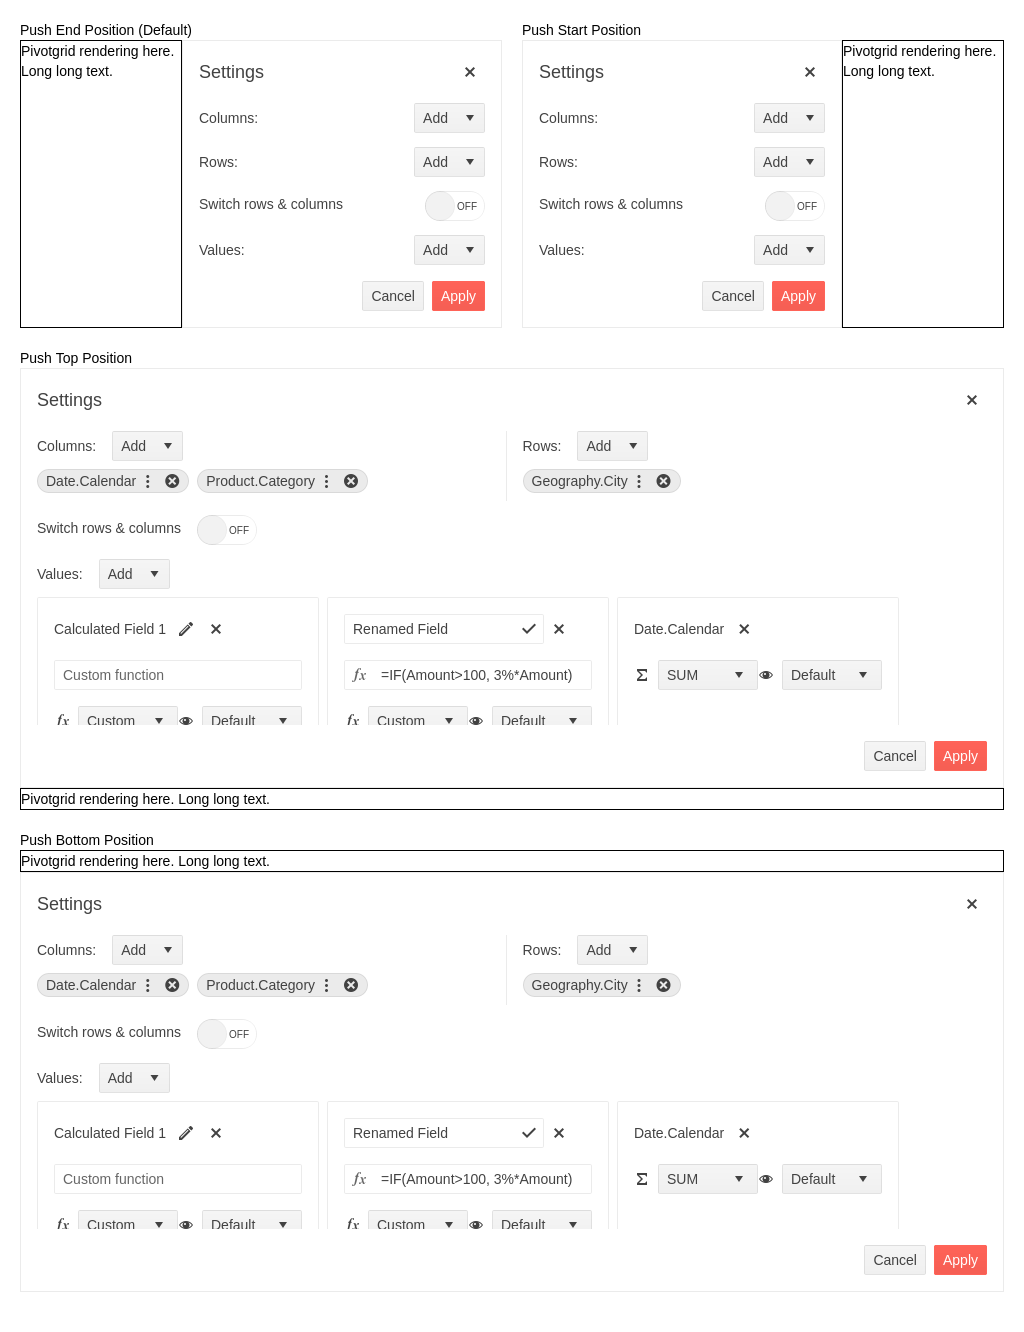 Push End Position (Default)
Pivotgrid rendering here.
Long long text.
Settings
Columns:
Add
Rows:
Add
Switch rows & columns
OFF
Values:
Add
Cancel
Apply
Push Start Position
Settings
Columns:
Add
Rows:
Add
Switch rows & columns
OFF
Values:
Add
Cancel
Apply
Pivotgrid rendering here.
Long long text.
Push Top Position
Settings
Columns:
Add
Date.Calendar
Product.Category
Rows:
Add
Geography.City
Switch rows & columns
OFF
Values:
Add
Calculated Field 1
Custom function
fx
Custom
Default
Renamed Field
fx
=IF(Amount>100, 3%*Amount)
fx
Custom
Default
Date.Calendar
Σ
SUM
Default
Cancel
Apply
Pivotgrid rendering here. Long long text.
Push Bottom Position
Pivotgrid rendering here. Long long text.
Settings
Columns:
Add
Date.Calendar
Product.Category
Rows:
Add
Geography.City
Switch rows & columns
OFF
Values:
Add
Calculated Field 1
Custom function
fx
Custom
Default
Renamed Field
fx
=IF(Amount>100, 3%*Amount)
fx
Custom
Default
Date.Calendar
Σ
SUM
Default
Cancel
Apply